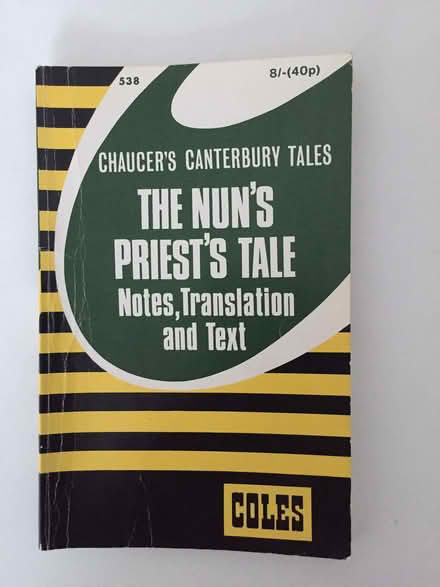 538
8/-(40p)
CHAUCER'S CANTERBURY TALES
THE NUN'S
PRIEST'S TALE
Notes, Translation
and Text
COLES